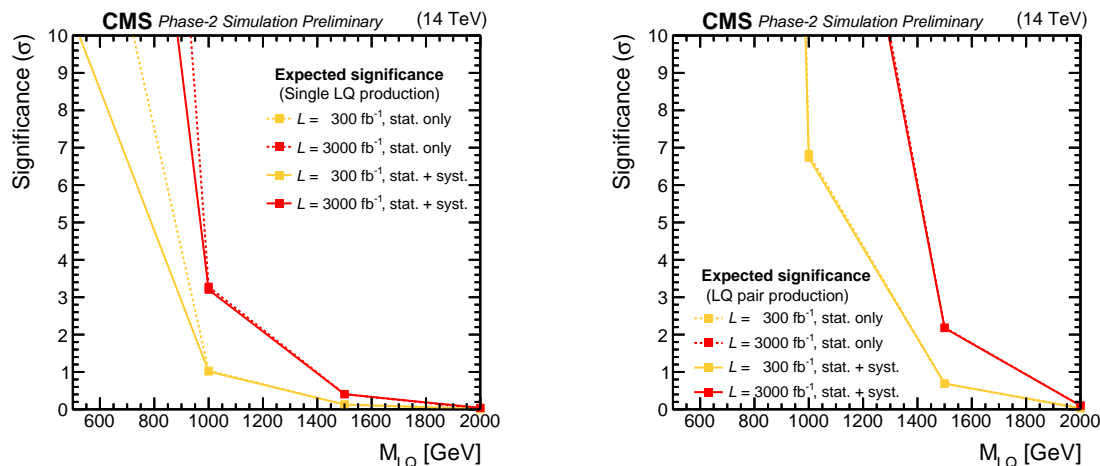 CMS Phase-2 Simulation Preliminary (14 TeV)
Significance (σ)
10
9
8
7
6
5
4
3
2
1
0
Expected significance
(Single LQ production)
L = 300 fb⁻¹, stat. only
L = 3000 fb⁻¹, stat. only
L = 300 fb⁻¹, stat. + syst.
L = 3000 fb⁻¹, stat. + syst.
600 800 1000 1200 1400 1600 1800 2000
M_LQ [GeV]
CMS Phase-2 Simulation Preliminary (14 TeV)
Significance (σ)
10
9
8
7
6
5
4
3
2
1
0
Expected significance
(LQ pair production)
L = 300 fb⁻¹, stat. only
L = 3000 fb⁻¹, stat. only
L = 300 fb⁻¹, stat. + syst.
L = 3000 fb⁻¹, stat. + syst.
600 800 1000 1200 1400 1600 1800 2000
M_LQ [GeV]